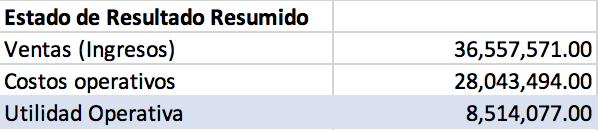 Estado de Resultado Resumido
Ventas (Ingresos) 36,557,571.00
Costos operativos 28,043,494.00
Utilidad Operativa 8,514,077.00